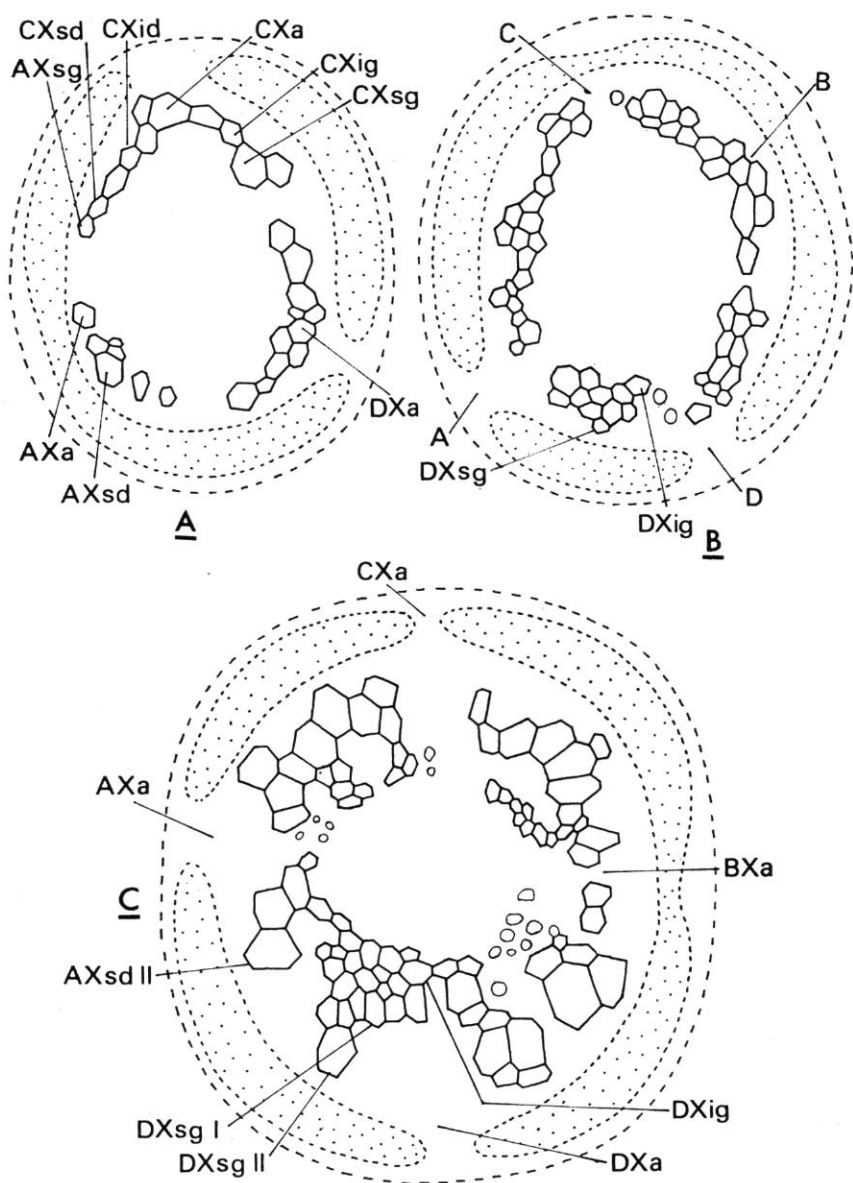 CXsd
CXid
CXa
AXsg
CXig
CXsg
AXa
AXsd
DXa
A
C
B
A
DXsg
DXig
D
B
CXa
AXa
C
BXa
AXsd II
DXsg I
DXsg II
DXig
DXa